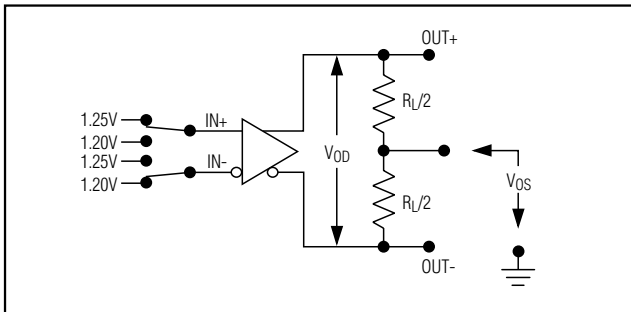 OUT+
1.25V
IN+
1.20V
1.25V
IN-
1.20V
RL/2
VOD
VOS
RL/2
OUT-